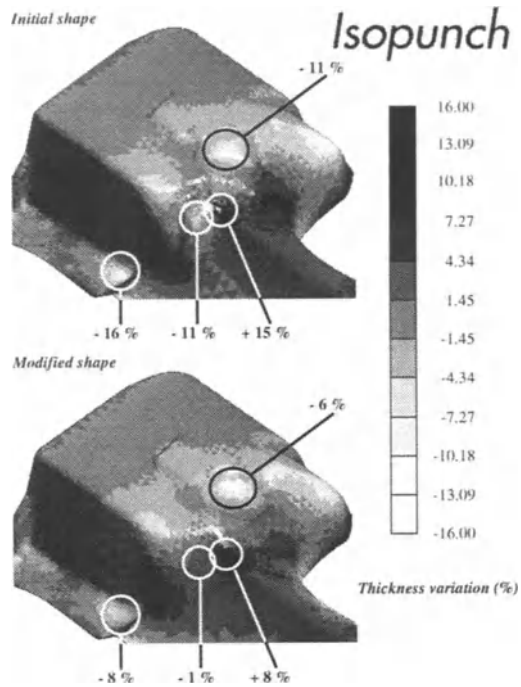 Initial shape
Isopunch
- 11 %
16.00
13.09
10.18
7.27
4.34
1.45
-1.45
-4.34
-7.27
-10.18
-13.09
-16.00
- 16 %
- 11 %
+ 15 %
Modified shape
- 6 %
Thickness variation (%)
- 8 %
- 1 %
+ 8 %